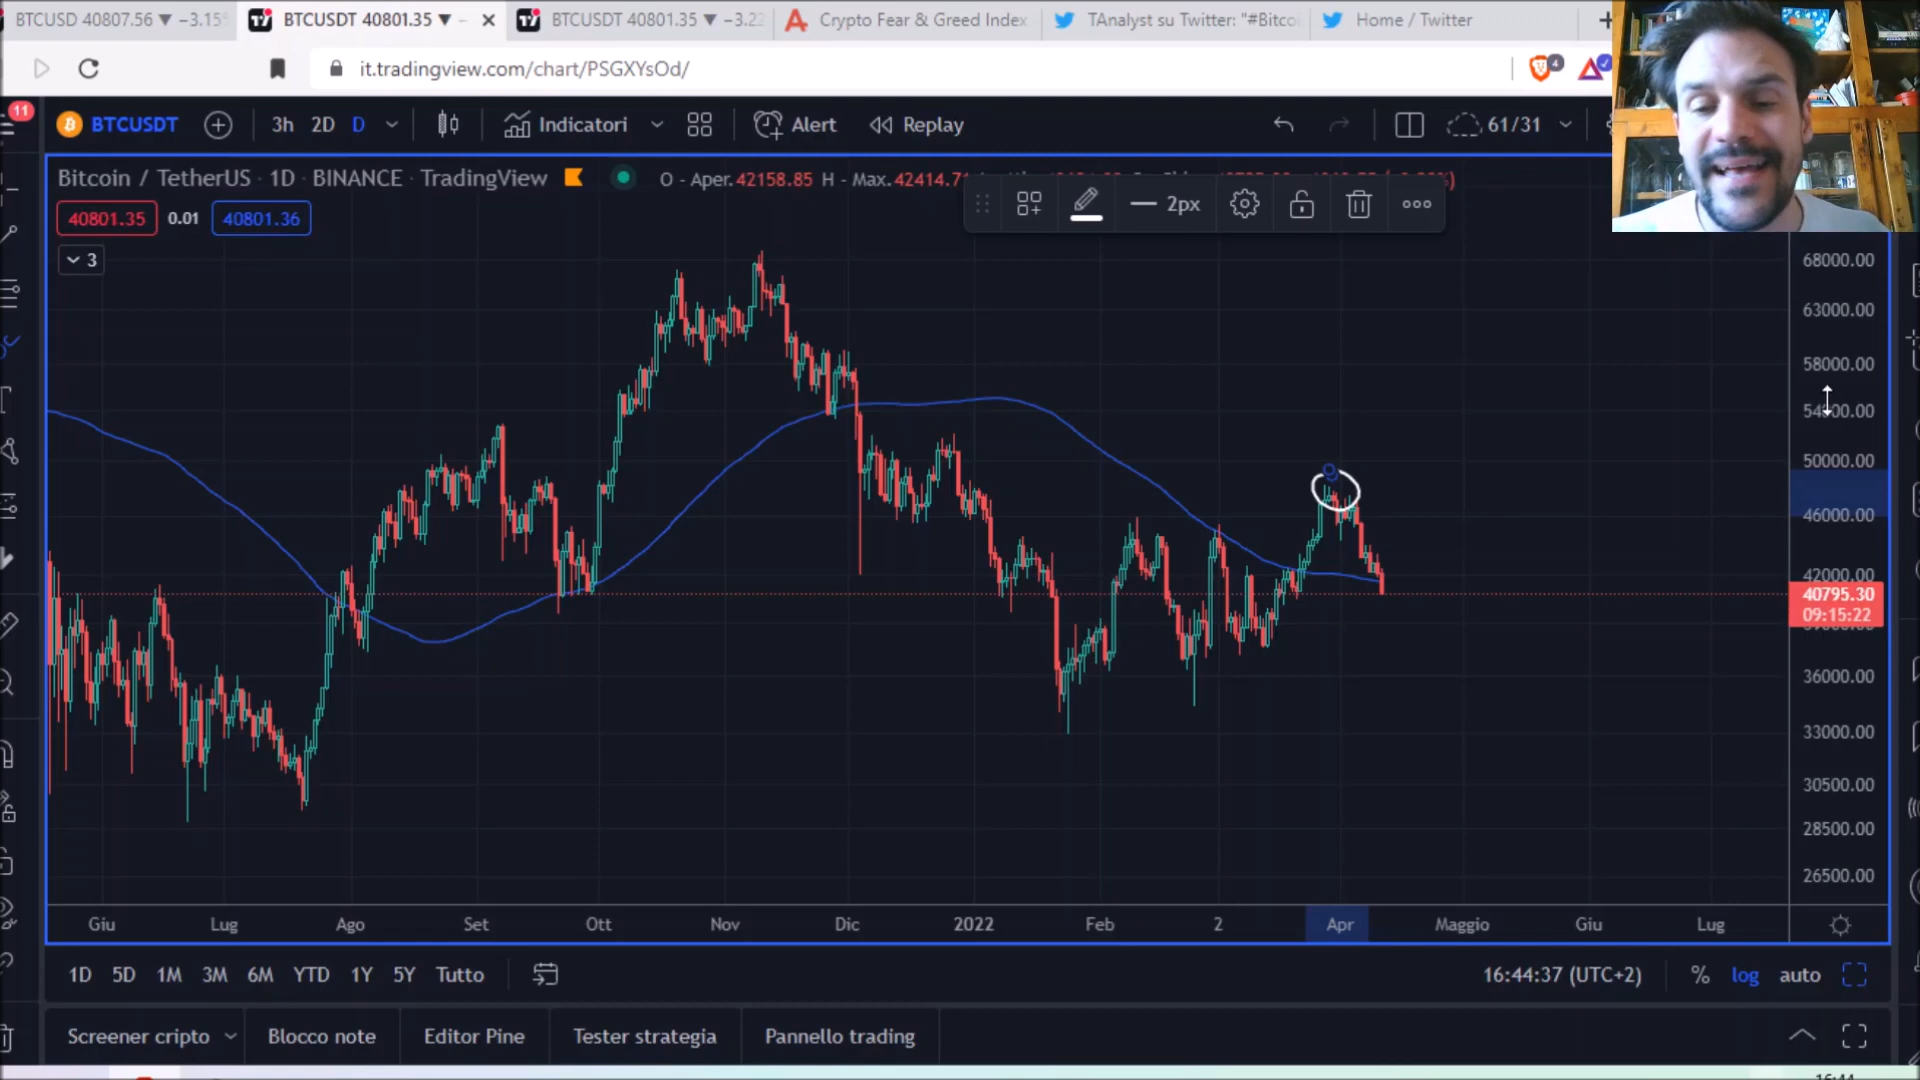 BTCUSD 40807.56 ▼ −3.15%
BTCUSDT 40801.35 ▼ −
BTCUSDT 40801.35 ▼ −3.22
Crypto Fear & Greed Index
TAnalyst su Twitter: "#Bitco
Home / Twitter
it.tradingview.com/chart/PSGXYsOd/
4
11
BTCUSDT
3h
2D
D
Indicatori
Alert
Replay
61/31
Bitcoin / TetherUS · 1D · BINANCE · TradingView
O - Aper. 42158.85 H - Max. 42414.71
40801.35
0.01
40801.36
2px
3
68000.00
63000.00
58000.00
54000.00
50000.00
46000.00
42000.00
40795.30
09:15:22
36000.00
33000.00
30500.00
28500.00
26500.00
Giu
Lug
Ago
Set
Ott
Nov
Dic
2022
Feb
2
Apr
Maggio
Giu
Lug
1D
5D
1M
3M
6M
YTD
1Y
5Y
Tutto
16:44:37 (UTC+2)
%
log
auto
Screener cripto
Blocco note
Editor Pine
Tester strategia
Pannello trading